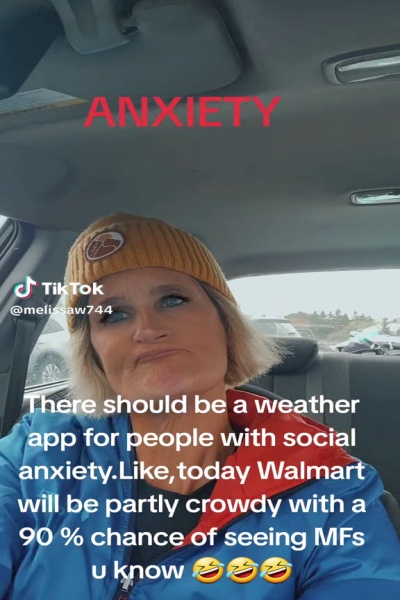 ANXIETY
TikTok
@melissaw744
There should be a weather
app for people with social
anxiety.Like,today Walmart
will be partly crowdy with a
90 % chance of seeing MFs
u know 🤣🤣🤣